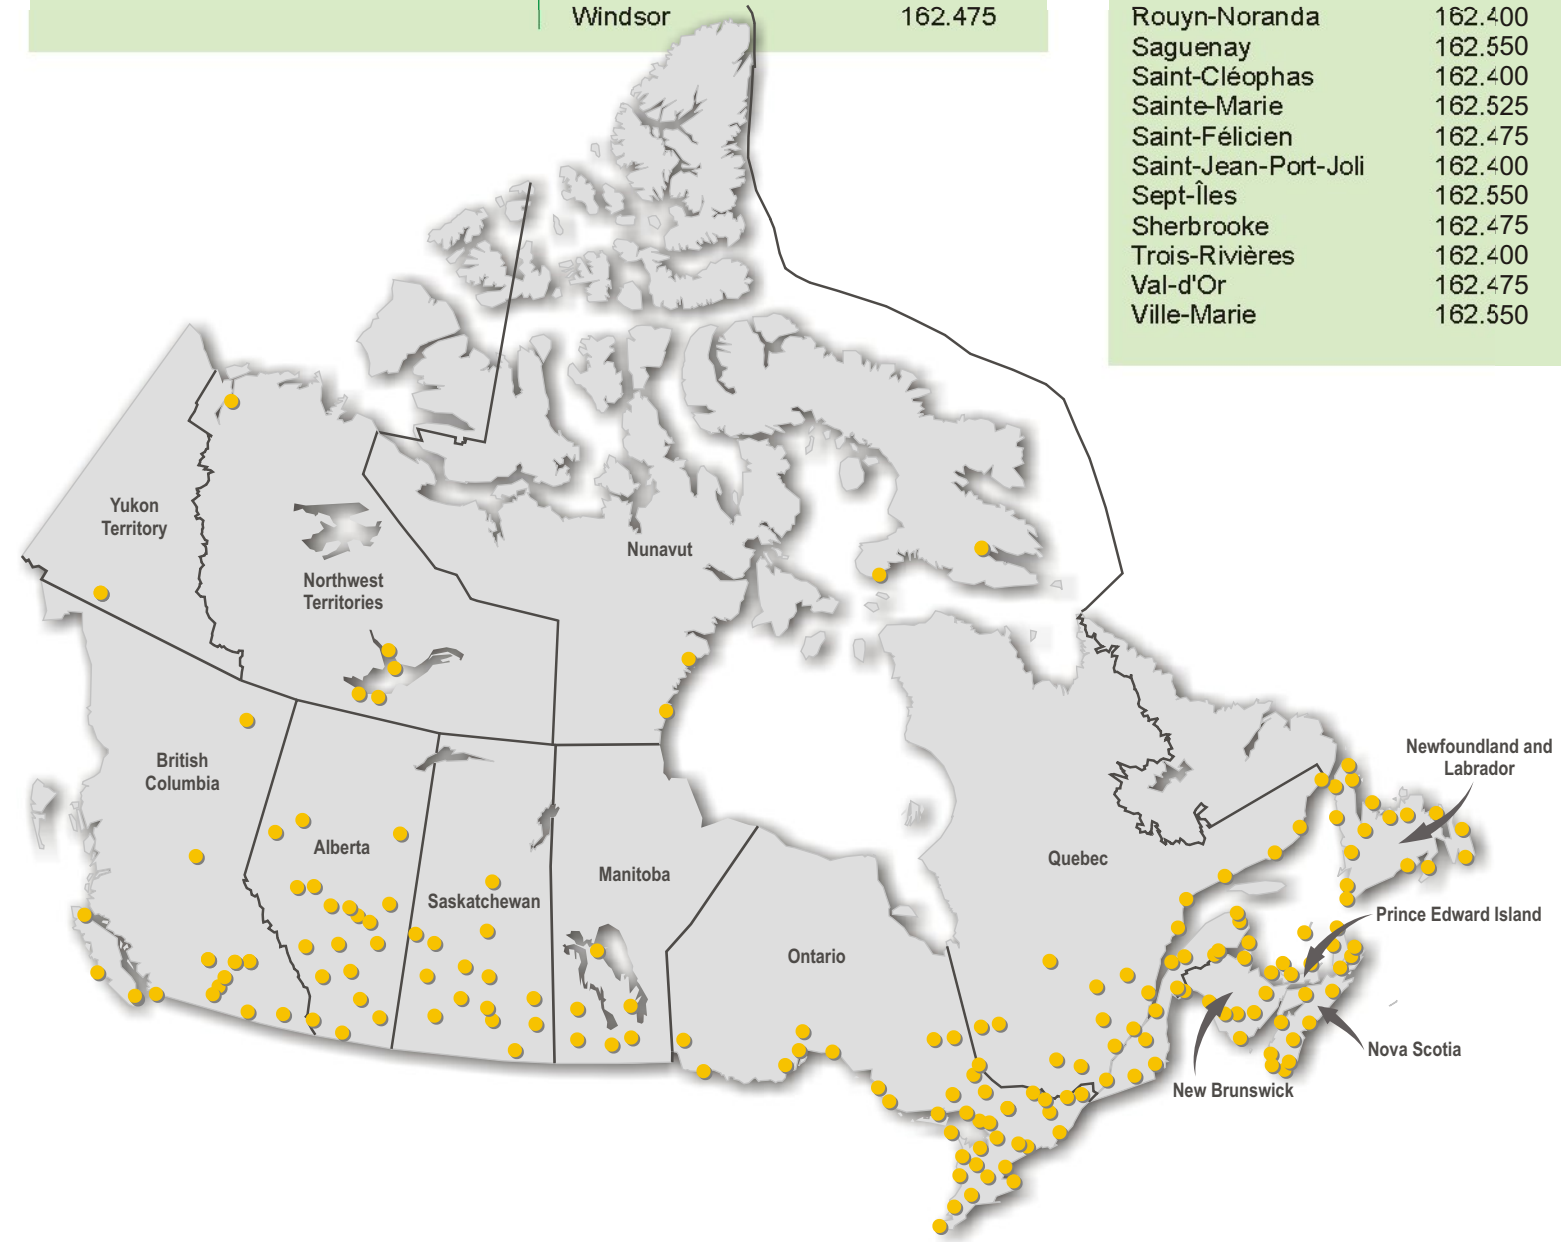 Windsor 162.475
Rouyn-Noranda 162.400
Saguenay 162.550
Saint-Cléophas 162.400
Sainte-Marie 162.525
Saint-Félicien 162.475
Saint-Jean-Port-Joli 162.400
Sept-Îles 162.550
Sherbrooke 162.475
Trois-Rivières 162.400
Val-d'Or 162.475
Ville-Marie 162.550
Yukon
Territory
Northwest
Territories
Nunavut
British
Columbia
Alberta
Saskatchewan
Manitoba
Ontario
Quebec
Newfoundland and
Labrador
Prince Edward Island
Nova Scotia
New Brunswick